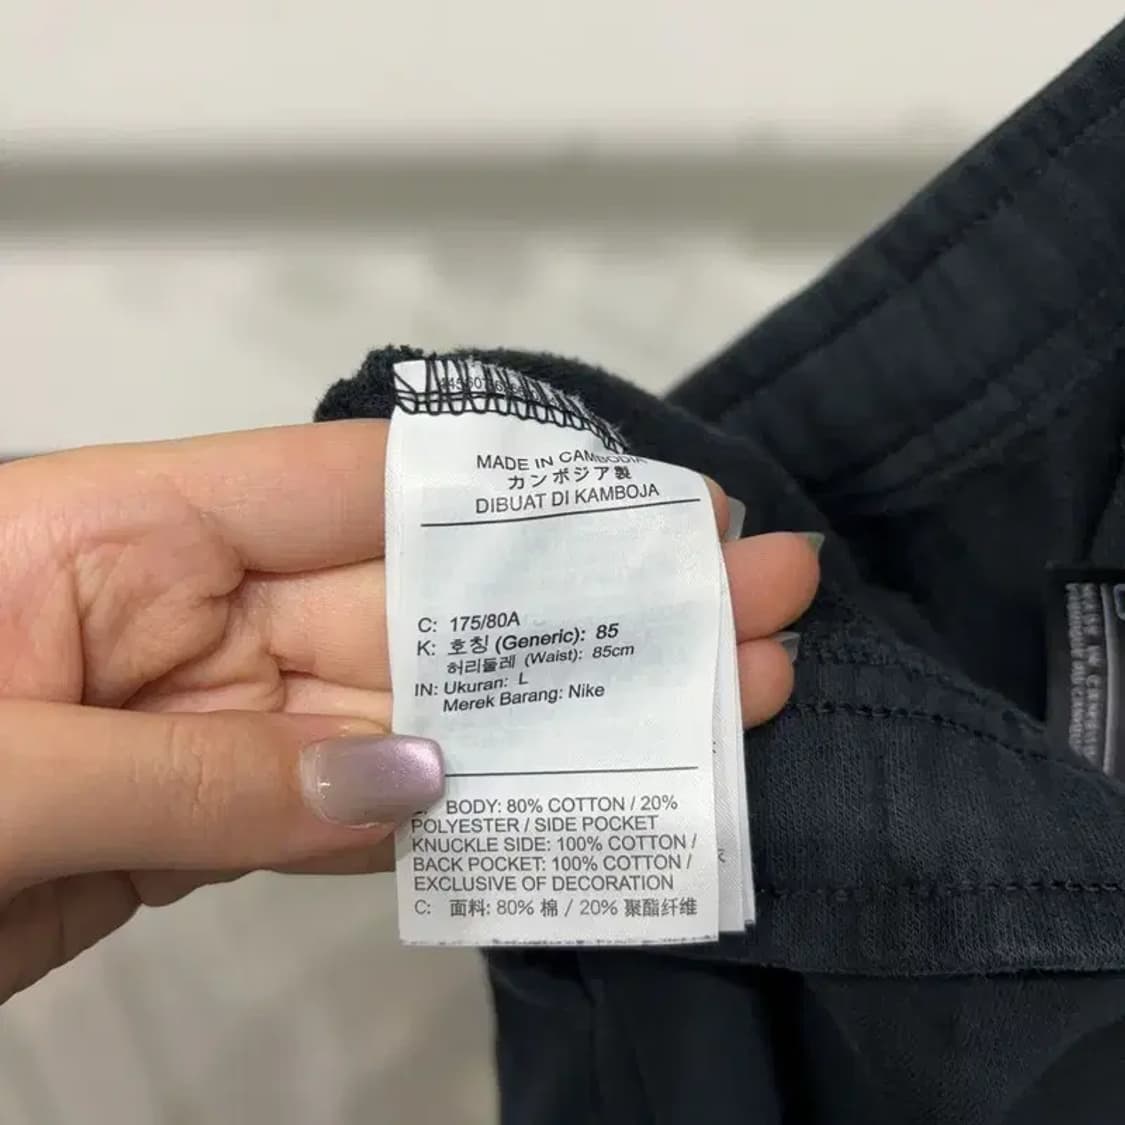 MADE IN CAMBODIA
カンボジア製
DIBUAT DI KAMBOJA
C: 175/80A
K: 호칭 (Generic): 85
허리둘레 (Waist): 85cm
IN: Ukuran: L
Merek Barang: Nike
BODY: 80% COTTON / 20%
POLYESTER / SIDE POCKET
KNUCKLE SIDE: 100% COTTON /
BACK POCKET: 100% COTTON /
EXCLUSIVE OF DECORATION
C: 面料: 80% 棉 / 20% 聚酯纤维